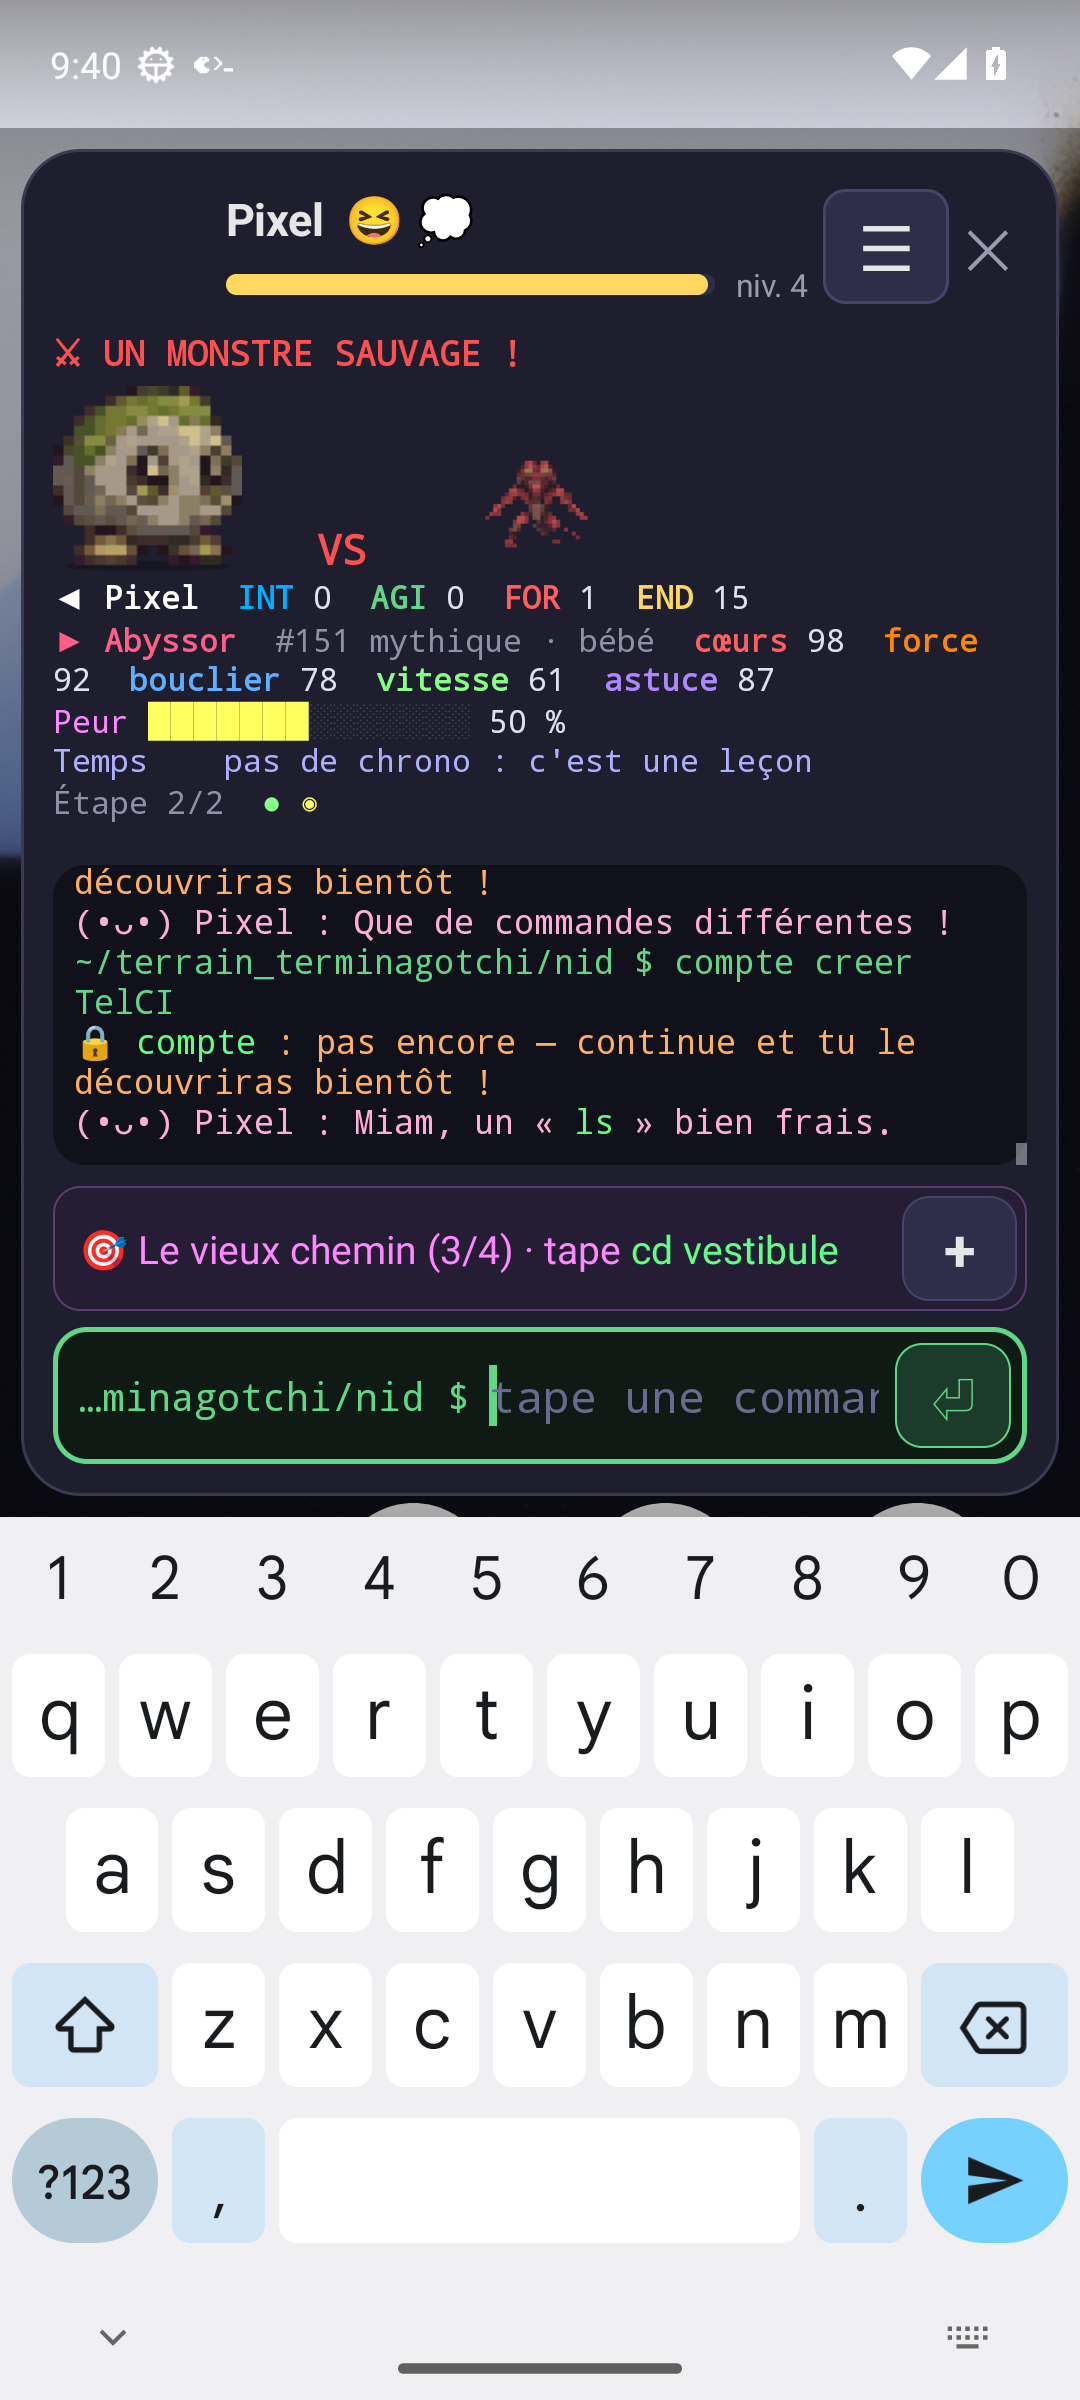 9:40
Pixel 😆 💭
niv. 4
⚔ UN MONSTRE SAUVAGE !
VS
◄ Pixel INT 0 AGI 0 FOR 1 END 15
► Abyssor #151 mythique · bébé cœurs 98 force
92 bouclier 78 vitesse 61 astuce 87
Peur 50 %
Temps pas de chrono : c'est une leçon
Étape 2/2 ● ◉
découvriras bientôt !
(•ᴗ•) Pixel : Que de commandes différentes !
~/terrain_terminagotchi/nid $ compte creer
TelCI
🔒 compte : pas encore — continue et tu le
découvriras bientôt !
(•ᴗ•) Pixel : Miam, un « ls » bien frais.
🎯 Le vieux chemin (3/4) · tape cd vestibule
+
…minagotchi/nid $ tape une comman
1 2 3 4 5 6 7 8 9 0
q w e r t y u i o p
a s d f g h j k l
z x c v b n m
?123 , .